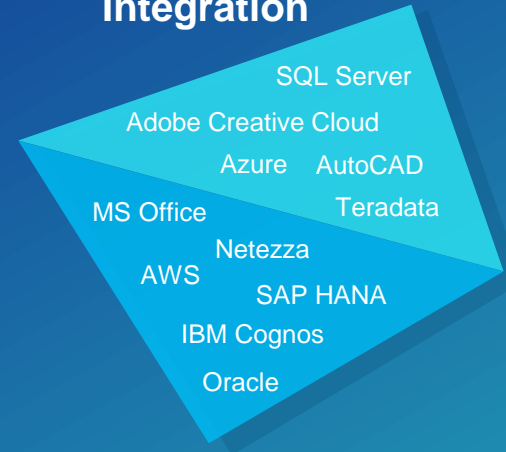 Integration
SQL Server
Adobe Creative Cloud
Azure AutoCAD
MS Office Teradata
Netezza
AWS
SAP HANA
IBM Cognos
Oracle